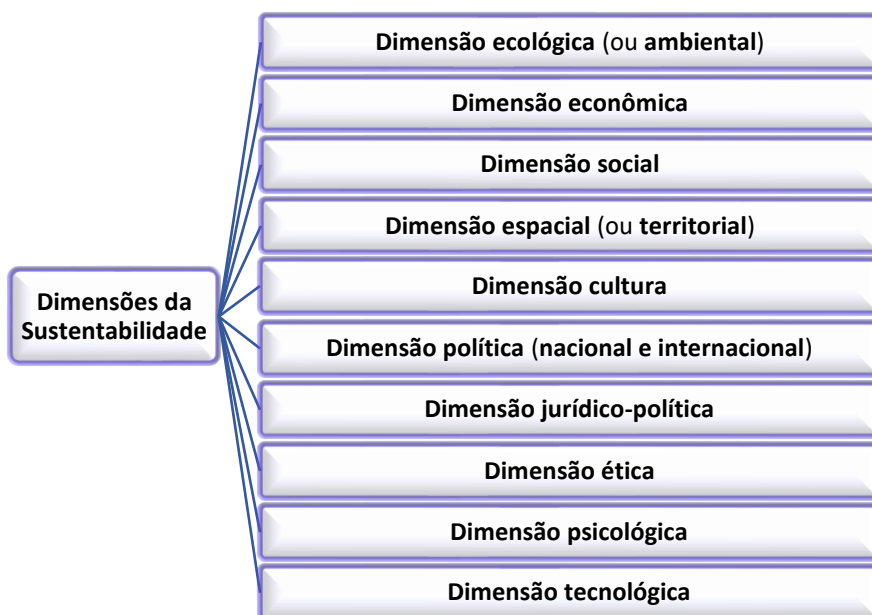 Dimensão ecológica (ou ambiental)
Dimensão econômica
Dimensão social
Dimensão espacial (ou territorial)
Dimensão cultura
Dimensão política (nacional e internacional)
Dimensão jurídico-política
Dimensão ética
Dimensão psicológica
Dimensão tecnológica
Dimensões da
Sustentabilidade